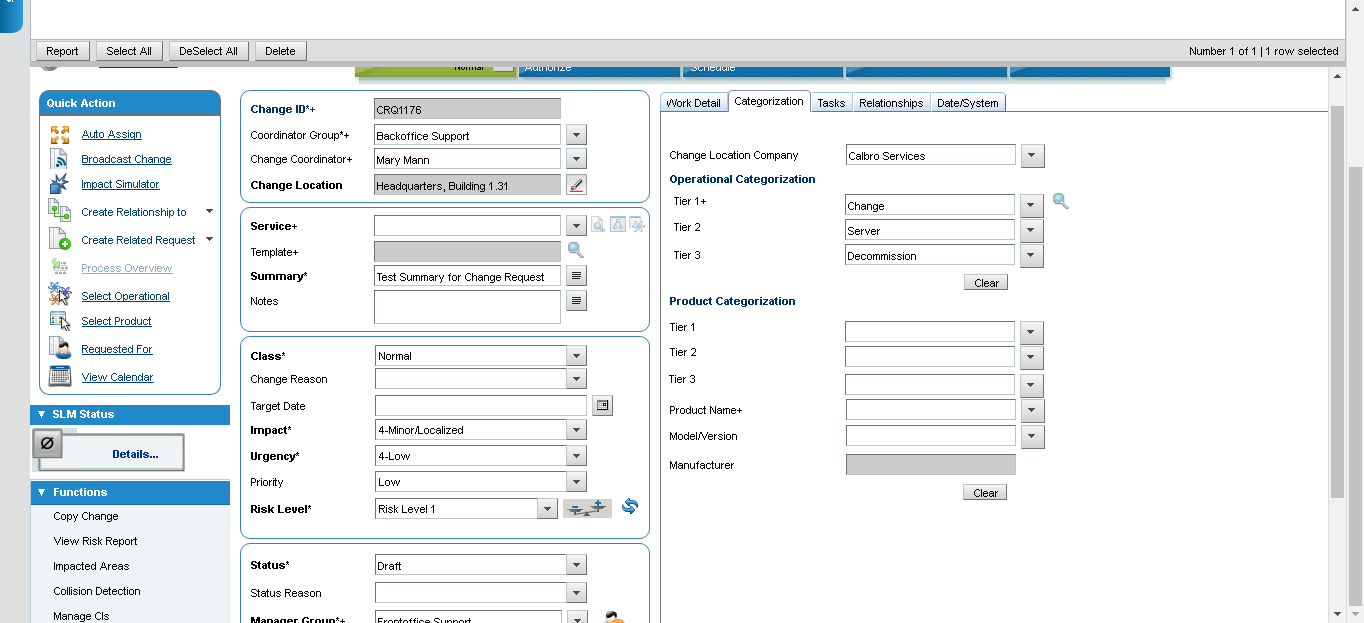 Report Select All DeSelect All Delete Number 1 of 1 | 1 row selected
Normal Authorize Schedule
Quick Action
Auto Assign
Broadcast Change
Impact Simulator
Create Relationship to
Create Related Request
Process Overview
Select Operational
Select Product
Requested For
View Calendar
SLM Status
Details...
Functions
Copy Change
View Risk Report
Impacted Areas
Collision Detection
Manage CIs
Change ID*+ CRQ1176
Coordinator Group*+ Backoffice Support
Change Coordinator+ Mary Mann
Change Location Headquarters, Building 1.31
Service+
Template+
Summary* Test Summary for Change Request
Notes
Class* Normal
Change Reason
Target Date
Impact* 4-Minor/Localized
Urgency* 4-Low
Priority Low
Risk Level* Risk Level 1
Status* Draft
Status Reason
Manager Group*+ Frontoffice Support
Work Detail Categorization Tasks Relationships Date/System
Change Location Company Calbro Services
Operational Categorization
Tier 1+ Change
Tier 2 Server
Tier 3 Decommission
Clear
Product Categorization
Tier 1
Tier 2
Tier 3
Product Name+
Model/Version
Manufacturer
Clear